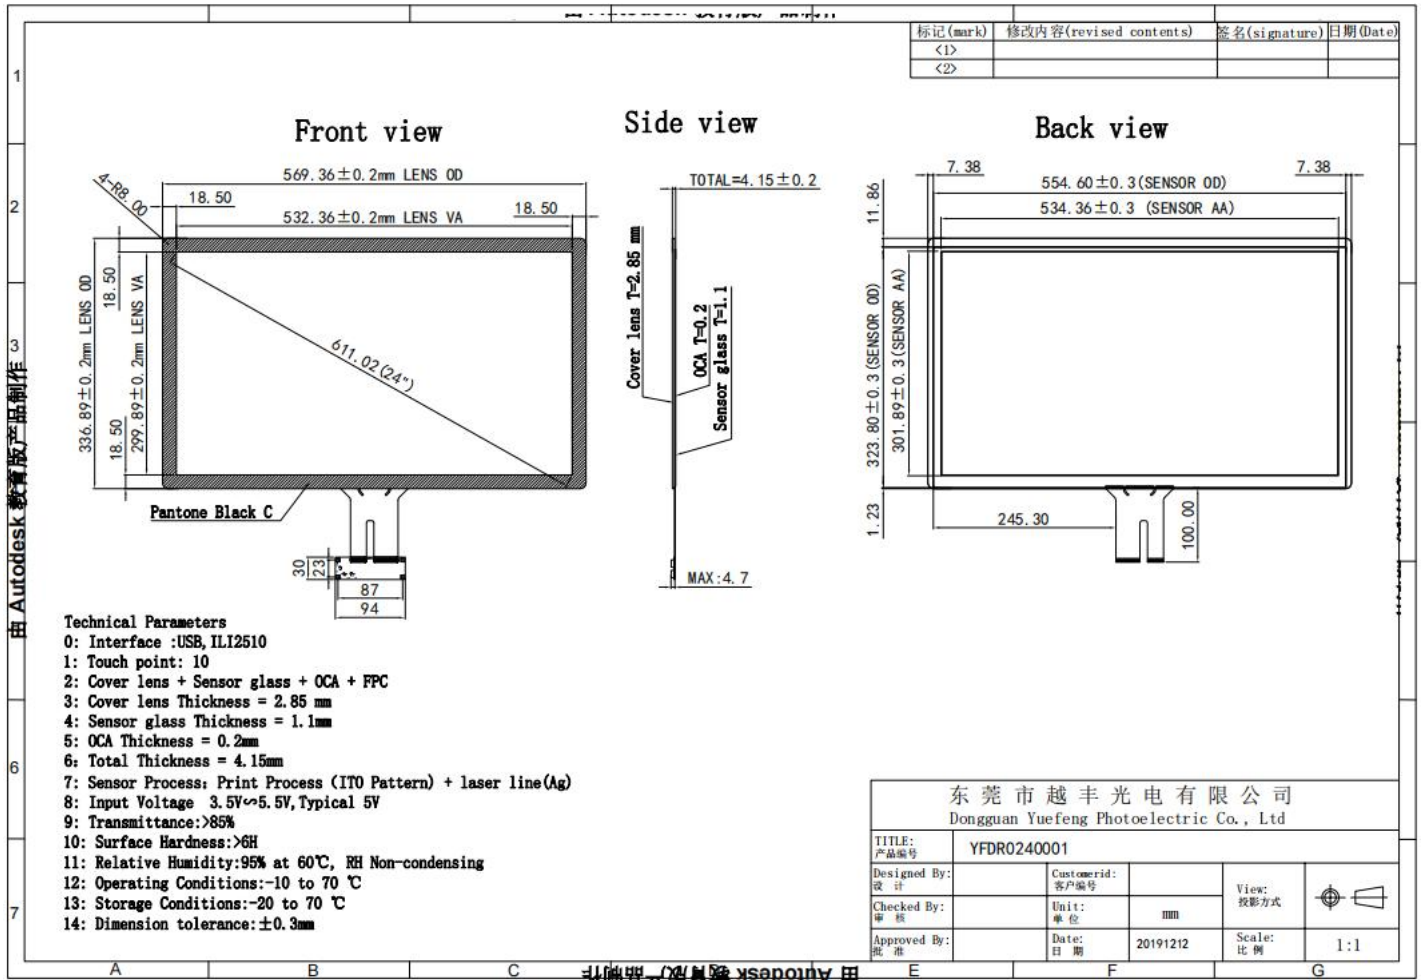 标记(mark) 修改内容(revised contents) 签名(signature) 日期(Date)
<1>
<2>
1
2
3
6
7
由 Autodesk 教育版产品制作
Front view
569.36±0.2mm LENS OD
4-R8.00
18.50
532.36±0.2mm LENS VA
18.50
336.89±0.2mm LENS OD
18.50
299.89±0.2mm LENS VA
18.50
611.02(24")
Pantone Black C
30
23
87
94
Side view
TOTAL=4.15±0.2
Cover lens T=2.85 mm
OCA T=0.2
Sensor glass T=1.1
MAX:4.7
Back view
7.38
7.38
554.60±0.3(SENSOR OD)
534.36±0.3 (SENSOR AA)
11.86
323.80±0.3(SENSOR OD)
301.89±0.3(SENSOR AA)
1.23
245.30
100.00
Technical Parameters
0: Interface :USB,ILI2510
1: Touch point: 10
2: Cover lens + Sensor glass + OCA + FPC
3: Cover lens Thickness = 2.85 mm
4: Sensor glass Thickness = 1.1mm
5: OCA Thickness = 0.2mm
6: Total Thickness = 4.15mm
7: Sensor Process: Print Process (ITO Pattern) + laser line(Ag)
8: Input Voltage 3.5V∽5.5V,Typical 5V
9: Transmittance:>85%
10: Surface Hardness:>6H
11: Relative Humidity:95% at 60℃, RH Non-condensing
12: Operating Conditions:-10 to 70 ℃
13: Storage Conditions:-20 to 70 ℃
14: Dimension tolerance:±0.3mm
东莞市越丰光电有限公司
Dongguan Yuefeng Photoelectric Co., Ltd
TITLE:
产品编号
YFDR0240001
Designed By:
设 计
Customerid:
客户编号
View:
投影方式
Checked By:
审 核
Unit:
单 位
mm
Approved By:
批 准
Date:
日 期
20191212
Scale:
比 例
1:1
A B C E F G
由 Autodesk 教育版产品制作